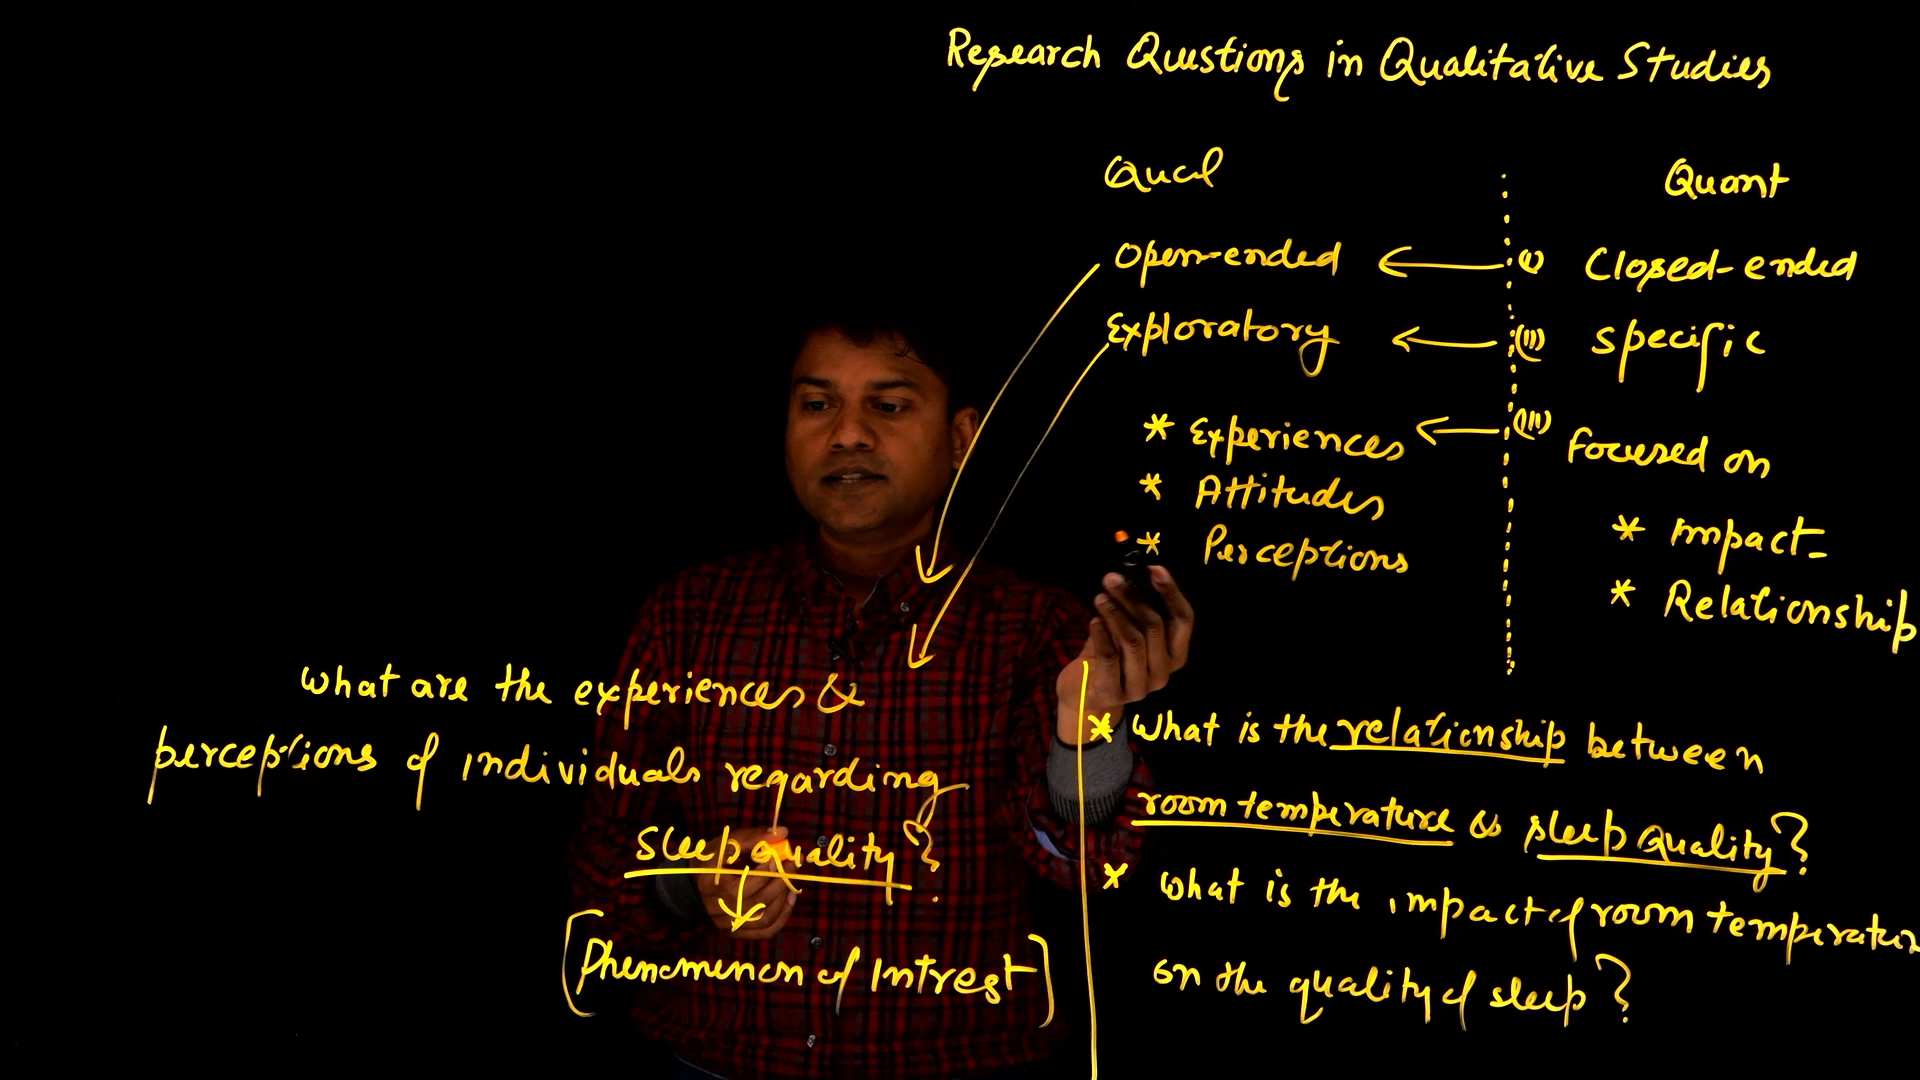 Research Questions in Qualitative Studies
Qual Quant
Open-ended (i) Closed-ended
Exploratory (ii) Specific
* Experiences (iii) Focused on
* Attitudes
* Impact
* Perceptions
* Relationship
What are the experiences &
perceptions of individuals regarding
Sleep quality?
[Phenomenon of Intrest]
* What is the relationship between
room temperature & sleep Quality?
* What is the impact of room temperature
on the quality of sleep?